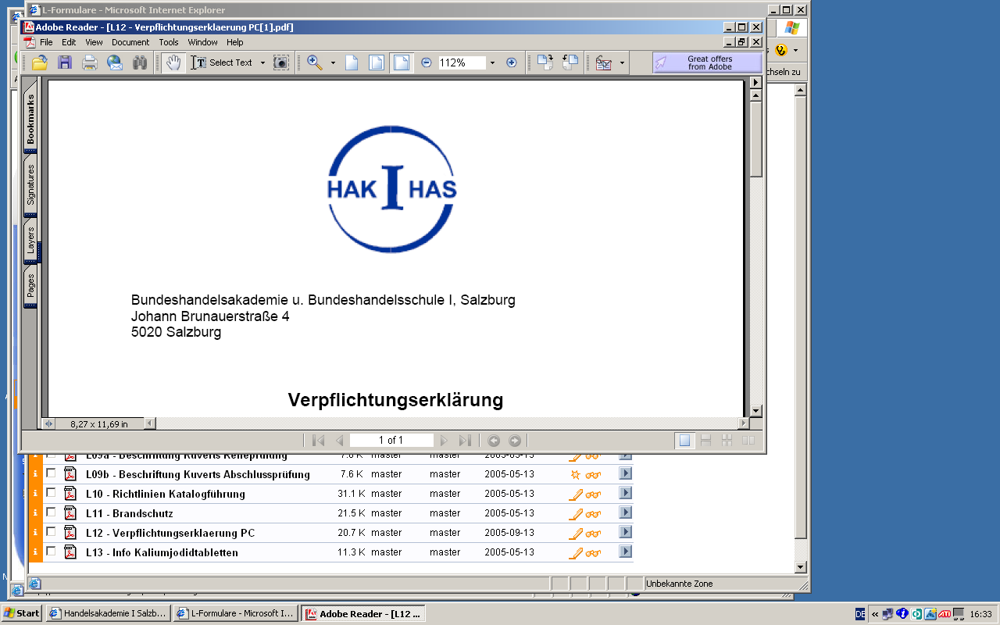 L-Formulare - Microsoft Internet Explorer
Adobe Reader - [L12 - Verpflichtungserklaerung PC[1].pdf]
File Edit View Document Tools Window Help
Select Text 112% Great offers from Adobe
chseln zu
Bookmarks
Signatures
Layers
Pages
HAK I HAS
Bundeshandelsakademie u. Bundeshandelsschule I, Salzburg
Johann Brunauerstraße 4
5020 Salzburg
Verpflichtungserklärung
8,27 x 11,69 in
1 of 1
L09a - Beschriftung Kuverts Reifeprüfung 7.6 K master master 2005-05-13
L09b - Beschriftung Kuverts Abschlussprüfung 7.6 K master master 2005-05-13
L10 - Richtlinien Katalogführung 31.1 K master master 2005-05-13
L11 - Brandschutz 21.5 K master master 2005-05-13
L12 - Verpflichtungserklaerung PC 20.7 K master master 2005-09-13
L13 - Info Kaliumjodidtabletten 11.3 K master master 2005-05-13
Unbekannte Zone
Start Handelsakademie I Salzb... L-Formulare - Microsoft I... Adobe Reader - [L12 ... DE « 16:33